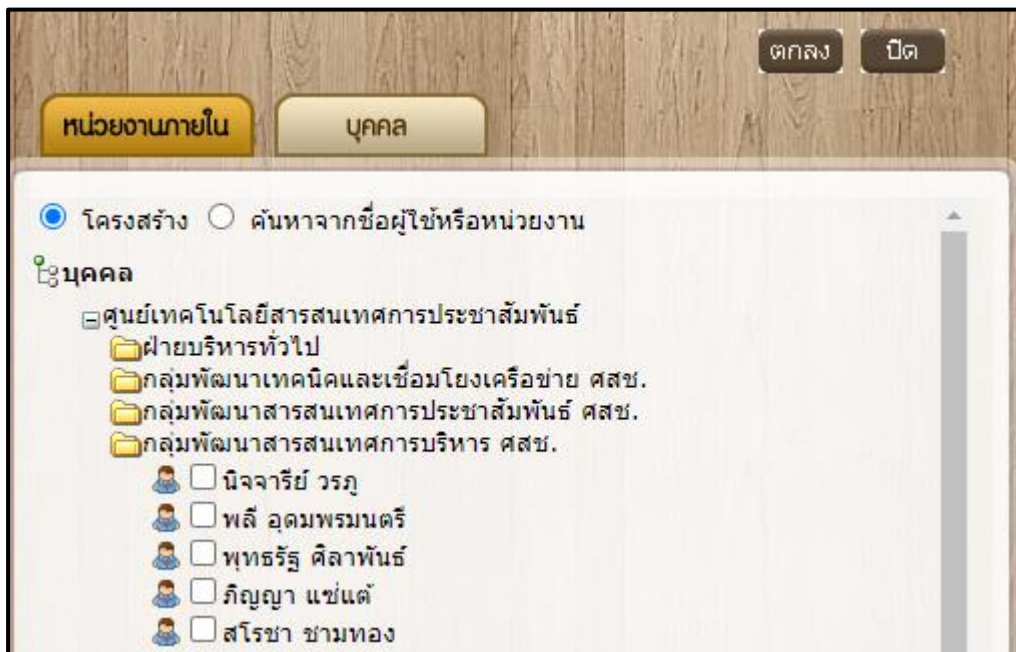 ตกลง ปิด
หน่วยงานภายใน บุคคล
โครงสร้าง ค้นหาจากชื่อผู้ใช้หรือหน่วยงาน
บุคคล
ศูนย์เทคโนโลยีสารสนเทศการประชาสัมพันธ์
ฝ่ายบริหารทั่วไป
กลุ่มพัฒนาเทคนิคและเชื่อมโยงเครือข่าย ศสช.
กลุ่มพัฒนาสารสนเทศการประชาสัมพันธ์ ศสช.
กลุ่มพัฒนาสารสนเทศการบริหาร ศสช.
นิจจารีย์ วรภู
พลี อุดมพรมนตรี
พุทธรัฐ ศิลาพันธ์
ภิญญา แซ่แต้
สโรชา ชามทอง